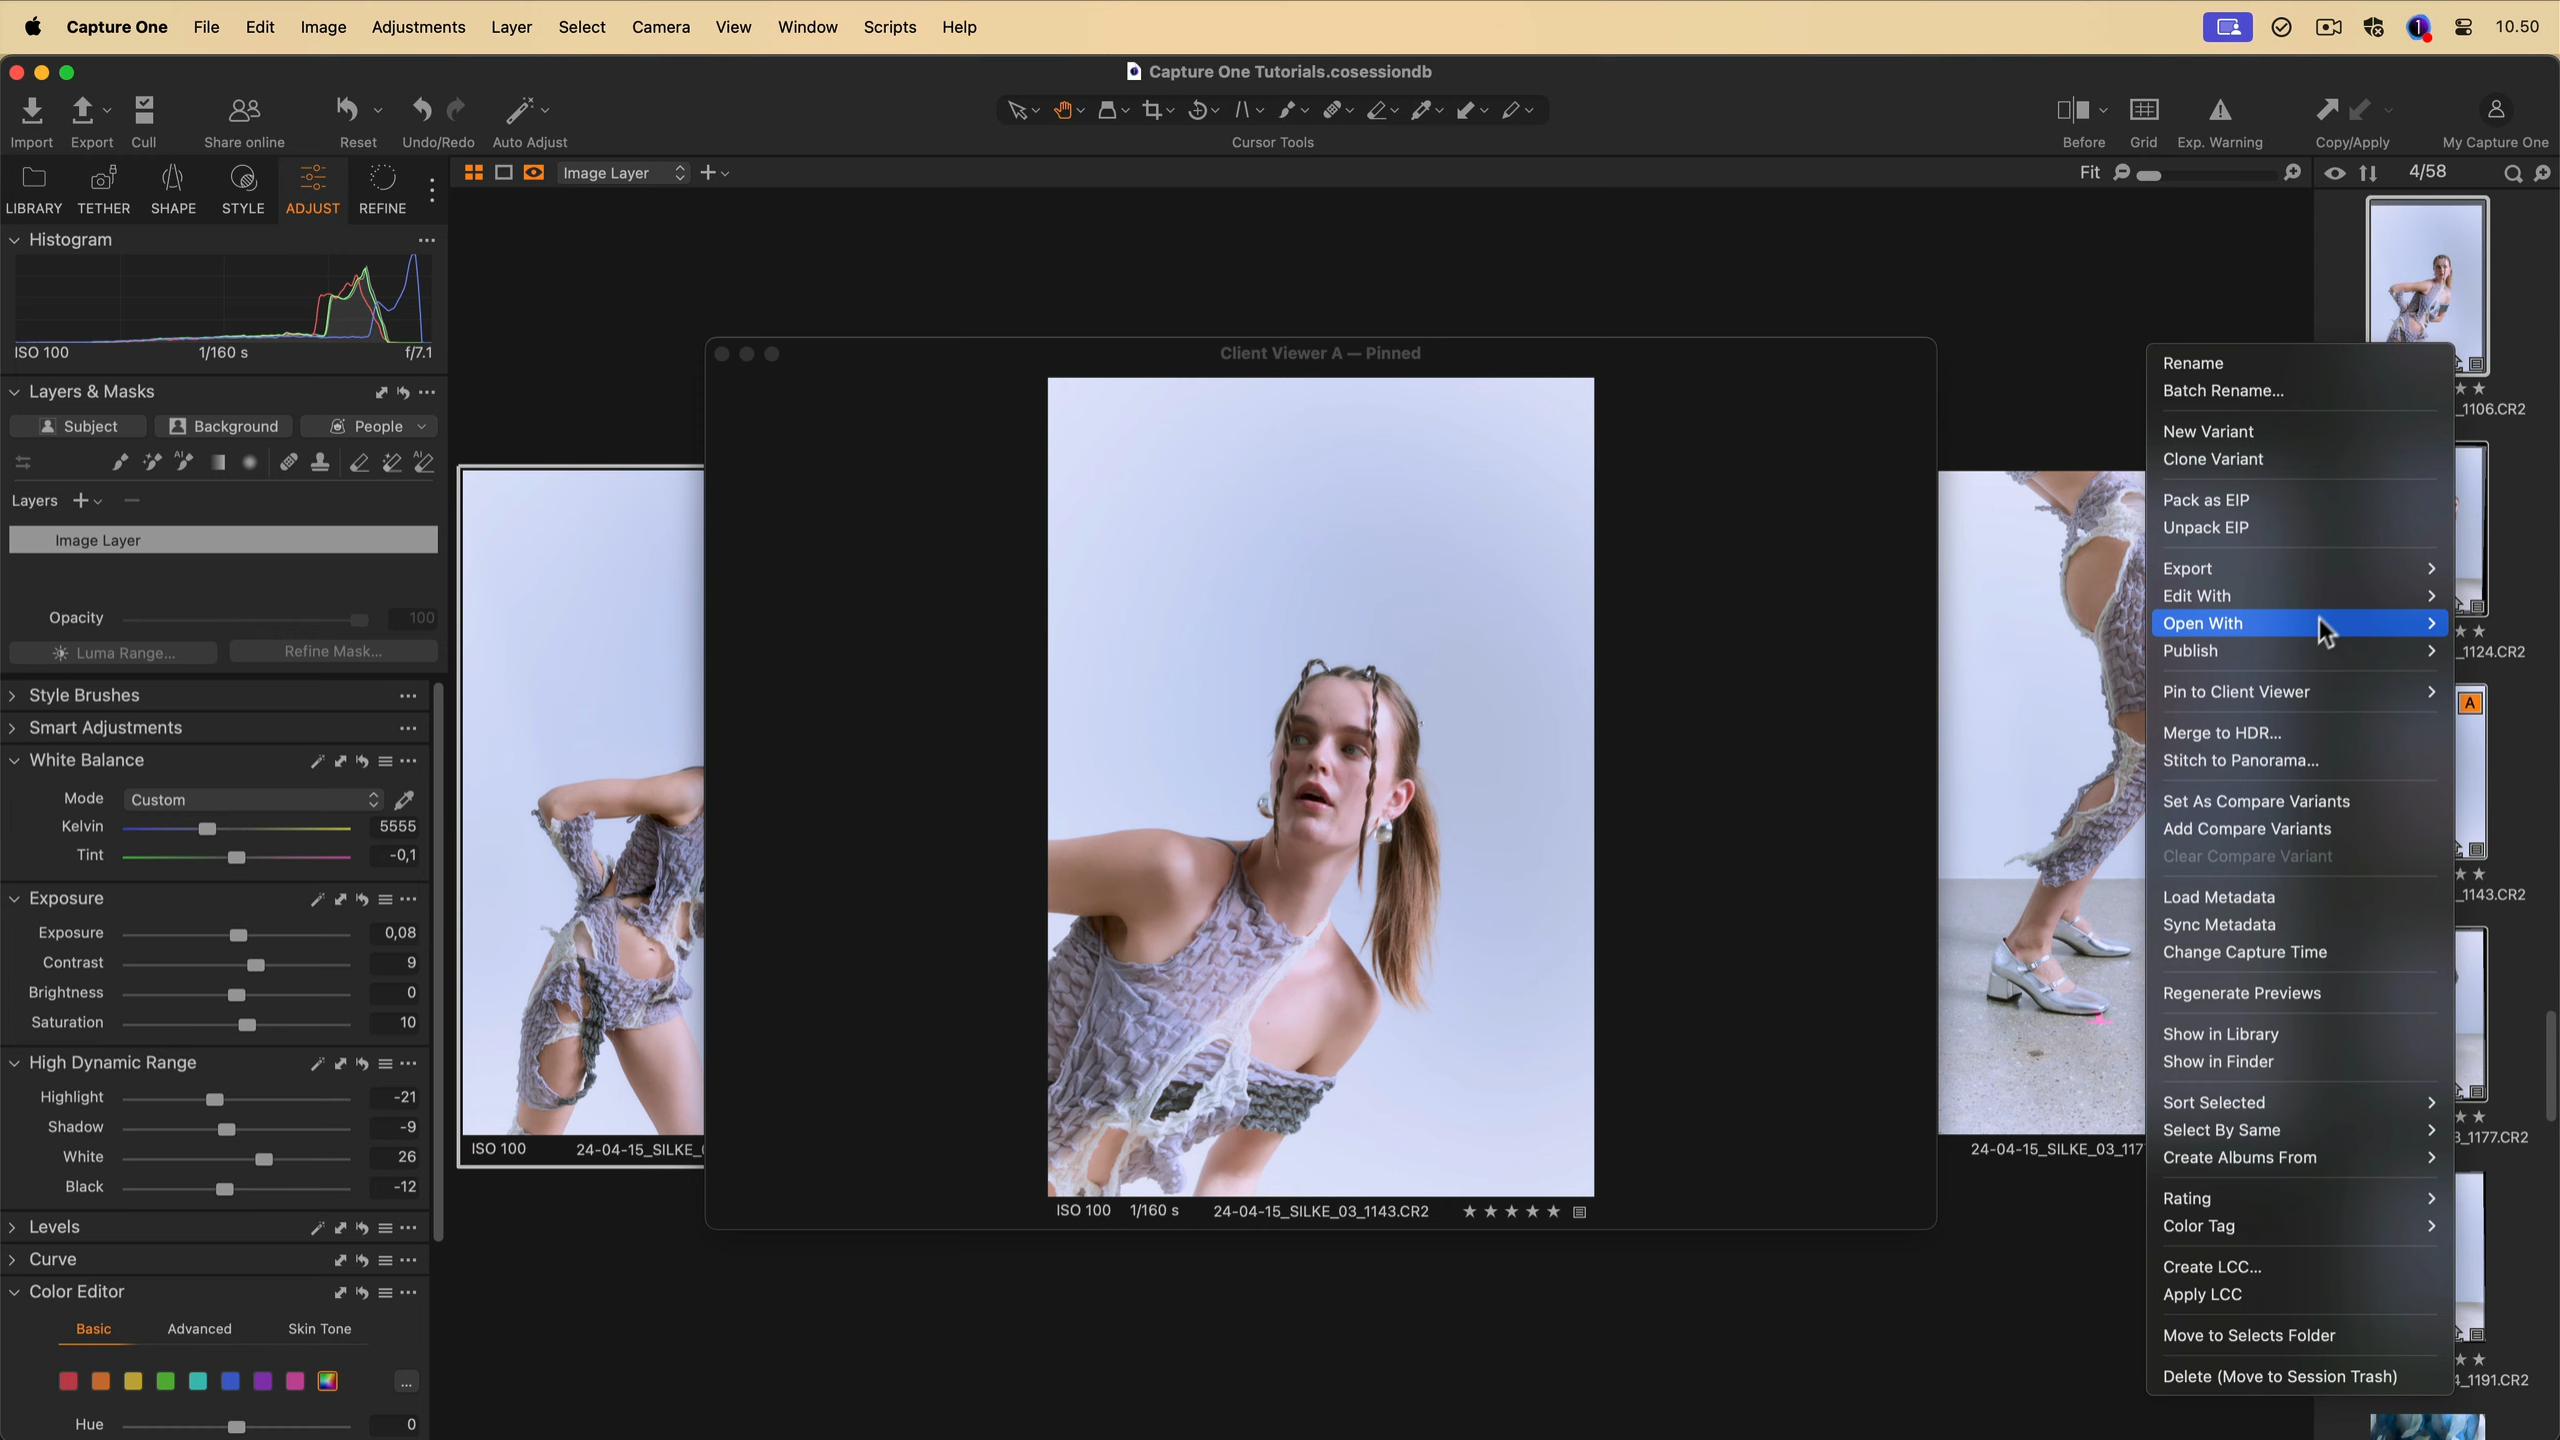 Capture One File Edit Image Adjustments Layer Select Camera View Window Scripts Help 10.50
Capture One Tutorials.cosessiondb
Import Export Cull Share online Reset Undo/Redo Auto Adjust Cursor Tools Before Grid Exp. Warning Copy/Apply My Capture One
LIBRARY TETHER SHAPE STYLE ADJUST REFINE
Image Layer Fit 4/58
Histogram
ISO 100 1/160 s f/7.1
Layers & Masks
Subject Background People
AI AI
Layers
Image Layer
Opacity 100
Luma Range... Refine Mask...
Style Brushes
Smart Adjustments
White Balance
Mode Custom
Kelvin 5555
Tint -0,1
Exposure
Exposure 0,08
Contrast 9
Brightness 0
Saturation 10
High Dynamic Range
Highlight -21
Shadow -9
White 26
Black -12
Levels
Curve
Color Editor
Basic Advanced Skin Tone
...
Hue 0
Client Viewer A — Pinned
ISO 100 1/160 s 24-04-15_SILKE_03_1143.CR2 ★★★★★
ISO 100 24-04-15_SILKE_
24-04-15_SILKE_03_117
Rename
Batch Rename...
New Variant
Clone Variant
Pack as EIP
Unpack EIP
Export
Edit With
Open With
Publish
Pin to Client Viewer
Merge to HDR...
Stitch to Panorama...
Set As Compare Variants
Add Compare Variants
Clear Compare Variant
Load Metadata
Sync Metadata
Change Capture Time
Regenerate Previews
Show in Library
Show in Finder
Sort Selected
Select By Same
Create Albums From
Rating
Color Tag
Create LCC...
Apply LCC
Move to Selects Folder
Delete (Move to Session Trash)
★★
_1106.CR2
★★
_1124.CR2
A
★★
_1143.CR2
★★
3_1177.CR2
★★
_1191.CR2